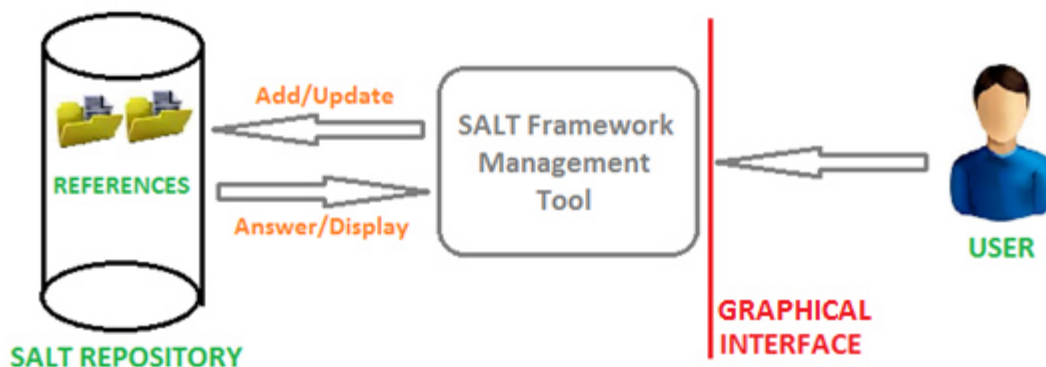 Add/Update
SALT Framework
Management
Tool
REFERENCES
Answer/Display
USER
GRAPHICAL
INTERFACE
SALT REPOSITORY